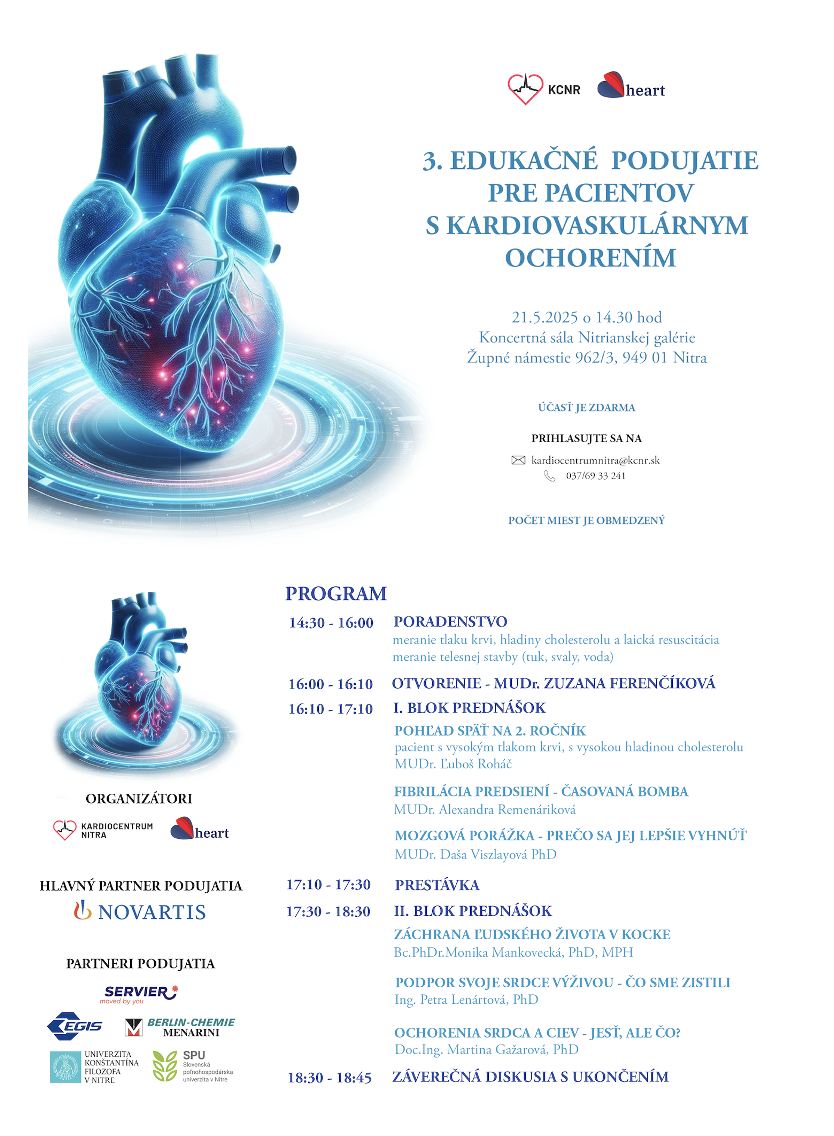 KCNR heart
3. EDUKAČNÉ PODUJATIE
PRE PACIENTOV
S KARDIOVASKULÁRNYM
OCHORENÍM
21.5.2025 o 14.30 hod
Koncertná sála Nitrianskej galérie
Župné námestie 962/3, 949 01 Nitra
ÚČASŤ JE ZDARMA
PRIHLASUJTE SA NA
kardiocentrumnitra@kcnr.sk
037/69 33 241
POČET MIEST JE OBMEDZENÝ
PROGRAM
14:30 - 16:00 PORADENSTVO
meranie tlaku krvi, hladiny cholesterolu a laická resuscitácia
meranie telesnej stavby (tuk, svaly, voda)
16:00 - 16:10 OTVORENIE - MUDr. ZUZANA FERENČÍKOVÁ
16:10 - 17:10 I. BLOK PREDNÁŠOK
POHĽAD SPÄŤ NA 2. ROČNÍK
pacient s vysokým tlakom krvi, s vysokou hladinou cholesterolu
MUDr. Ľuboš Roháč
FIBRILÁCIA PREDSIENÍ - ČASOVANÁ BOMBA
MUDr. Alexandra Remenáriková
MOZGOVÁ PORÁŽKA - PREČO SA JEJ LEPŠIE VYHNÚŤ
MUDr. Daša Viszlayová PhD
17:10 - 17:30 PRESTÁVKA
17:30 - 18:30 II. BLOK PREDNÁŠOK
ZÁCHRANA ĽUDSKÉHO ŽIVOTA V KOCKE
Bc.PhDr.Monika Mankovecká, PhD, MPH
PODPOR SVOJE SRDCE VÝŽIVOU - ČO SME ZISTILI
Ing. Petra Lenártová, PhD
OCHORENIA SRDCA A CIEV - JESŤ, ALE ČO?
Doc.Ing. Martina Gažarová, PhD
18:30 - 18:45 ZÁVEREČNÁ DISKUSIA S UKONČENÍM
ORGANIZÁTORI
KARDIOCENTRUM
NITRA
heart
HLAVNÝ PARTNER PODUJATIA
NOVARTIS
PARTNERI PODUJATIA
SERVIER
moved by you
EGIS
BERLIN-CHEMIE
MENARINI
UNIVERZITA
KONŠTANTÍNA
FILOZOFA
V NITRE
SPU
Slovenská
poľnohospodárska
univerzita v Nitre